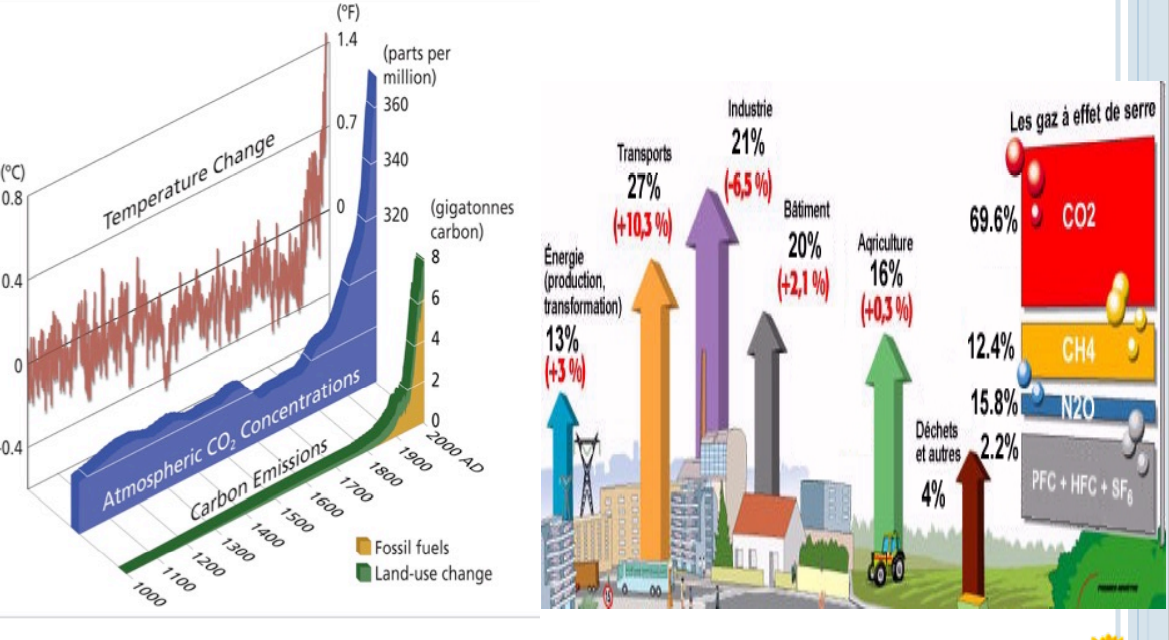 (°F)
1.4
0.7
0
(parts per
million)
360
340
320
(gigatonnes
carbon)
8
6
4
2
0
(°C)
0.8
0.4
0
-0.4
Temperature Change
Atmospheric CO₂ Concentrations
Carbon Emissions
1000
1100
1200
1300
1400
1500
1600
1700
1800
1900
2000 AD
Fossil fuels
Land-use change
Énergie
(production,
transformation)
13%
(+3 %)
Transports
27%
(+10,3 %)
Industrie
21%
(-6,5 %)
Bâtiment
20%
(+2,1 %)
Agriculture
16%
(+0,3 %)
Déchets
et autres
4%
Les gaz à effet de serre
69.6%
CO2
12.4%
CH4
15.8%
N2O
2.2%
PFC + HFC + SF₆